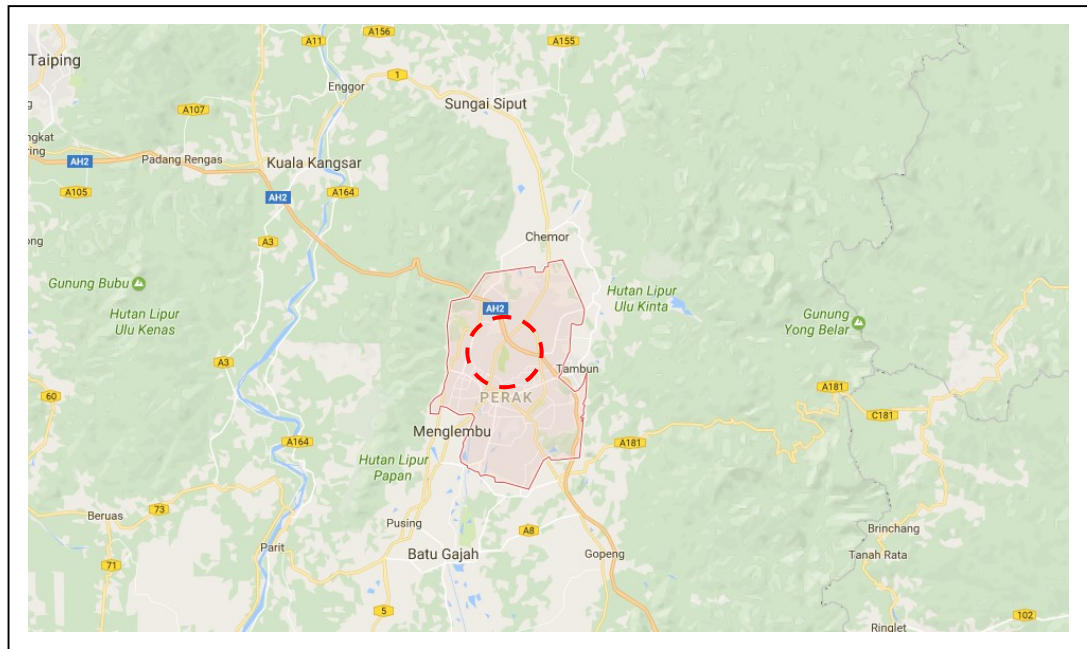 A156
A11
A155
Taiping
1
Enggor
Sungai Siput
A107
ngkat
ring
AH2
Padang Rengas
Kuala Kangsar
A105
AH2
A164
ong
A3
Chemor
Gunung Bubu
Hutan Lipur
Ulu Kenas
AH2
Hutan Lipur
Ulu Kinta
Gunung
Yong Belar
A3
Tambun
60
PERAK
A181
C181
Menglembu
A164
A181
Hutan Lipur
Papan
Beruas
73
Pusing
A8
Brinchang
Parit
Batu Gajah
Gopeng
Tanah Rata
71
5
102
Ringlet